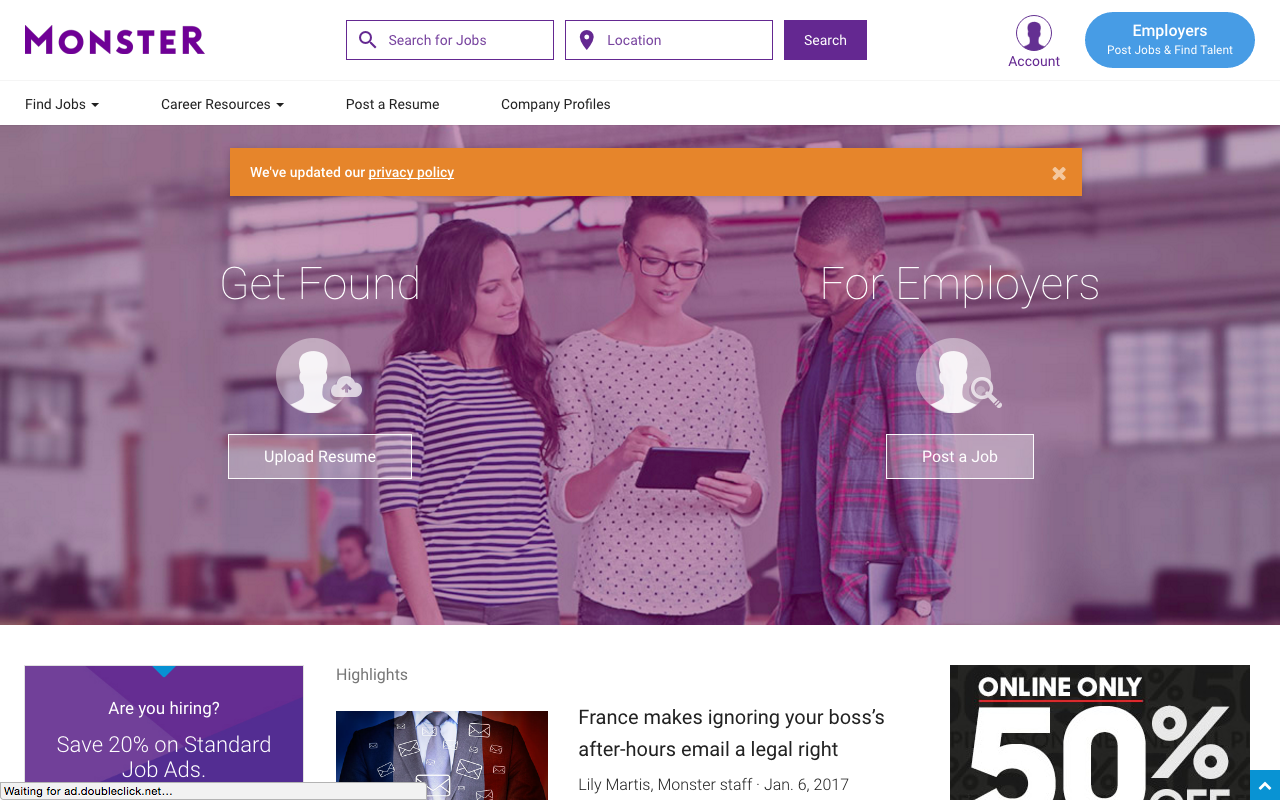 MONSTER
Search for Jobs
Location
Search
Account
Employers
Post Jobs & Find Talent
Find Jobs
Career Resources
Post a Resume
Company Profiles
We've updated our privacy policy
Get Found
For Employers
Upload Resume
Post a Job
Are you hiring?
Save 20% on Standard
Job Ads.
Highlights
France makes ignoring your boss’s
after-hours email a legal right
Lily Martis, Monster staff · Jan. 6, 2017
ONLINE ONLY
50%
OFF
Waiting for ad.doubleclick.net…